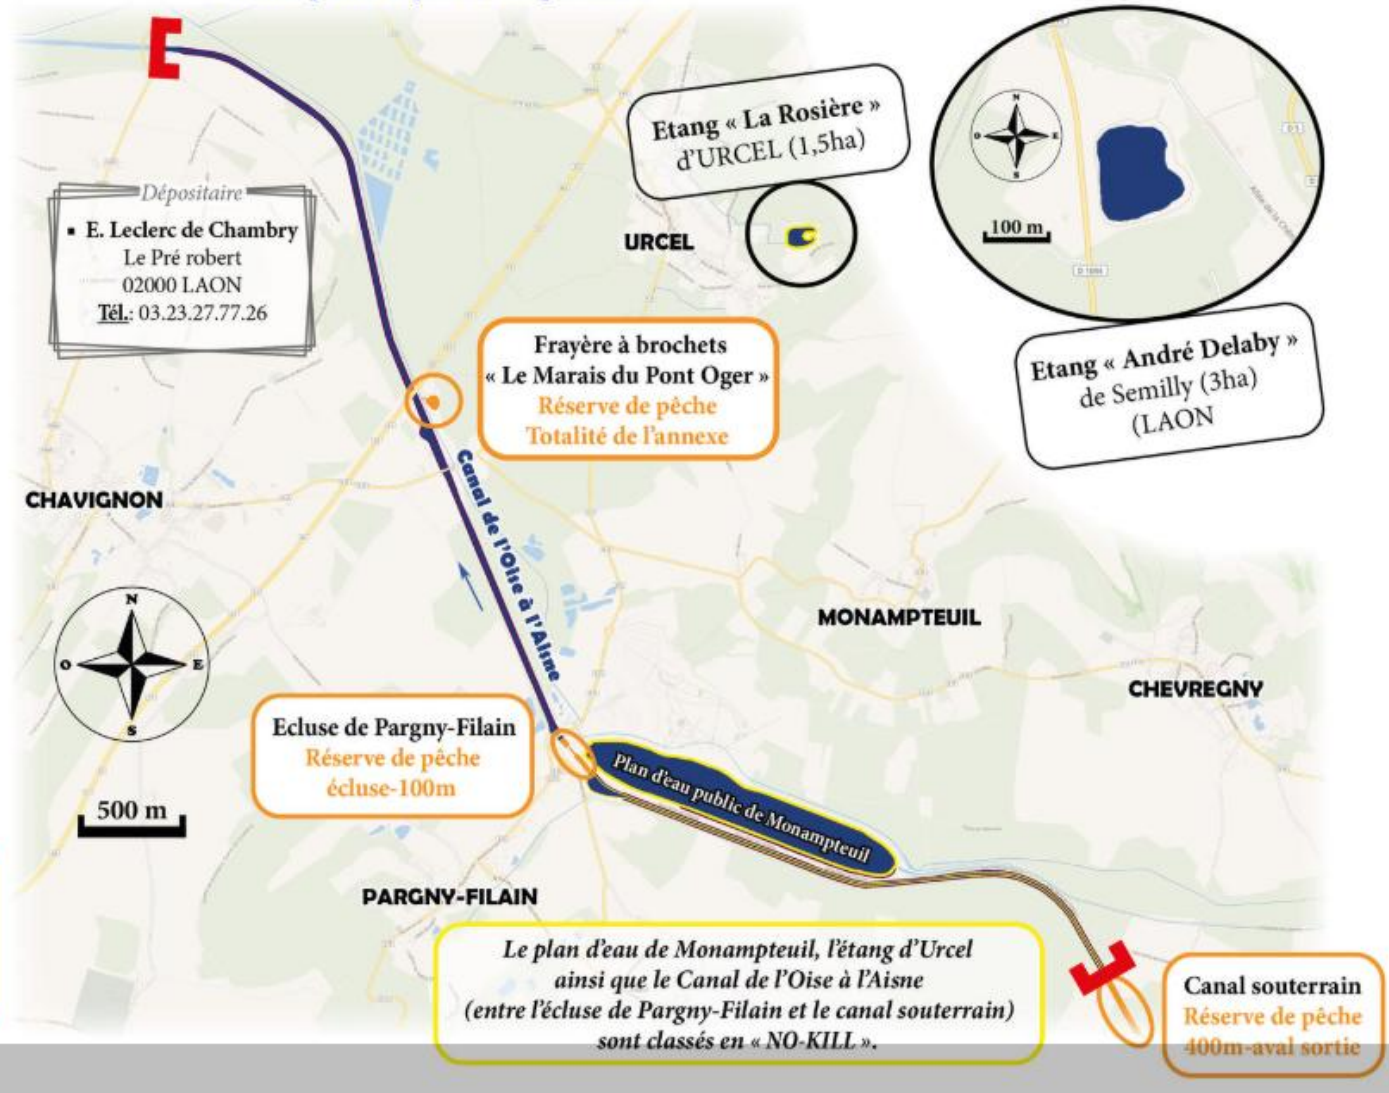 Etang « La Rosière »
d’URCEL (1,5ha)
N
O
E
S
100 m
D 1086
Dépositaire
▪ E. Leclerc de Chambry
Le Pré robert
02000 LAON
Tél.: 03.23.27.77.26
URCEL
Etang « André Delaby »
de Semilly (3ha)
(LAON
Frayère à brochets
« Le Marais du Pont Oger »
Réserve de pêche
Totalité de l’annexe
CHAVIGNON
Canal de l’Oise à l’Aisne
MONAMPTEUIL
CHEVREGNY
N
O
E
S
500 m
Ecluse de Pargny-Filain
Réserve de pêche
écluse-100m
Plan d’eau public de Monampteuil
PARGNY-FILAIN
Le plan d’eau de Monampteuil, l’étang d’Urcel
ainsi que le Canal de l’Oise à l’Aisne
(entre l’écluse de Pargny-Filain et le canal souterrain)
sont classés en « NO-KILL ».
Canal souterrain
Réserve de pêche
400m-aval sortie